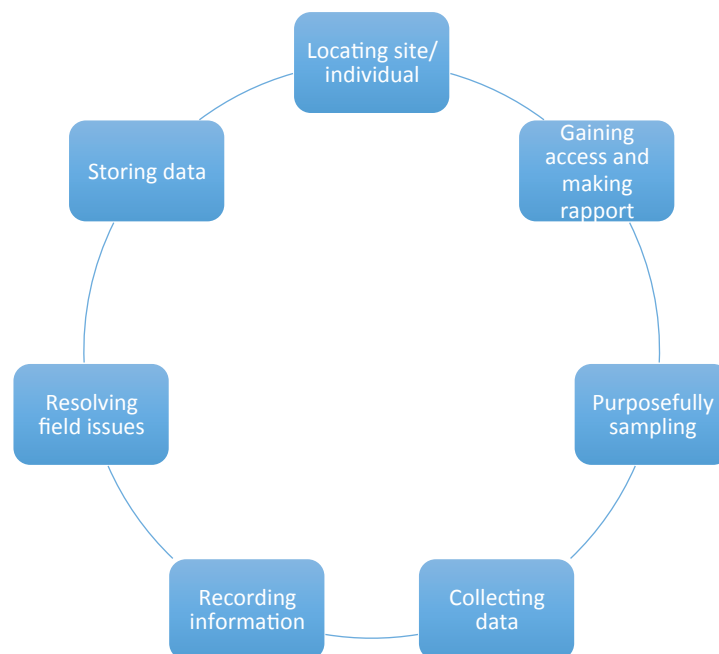 Locating site/
individual
Gaining
access and
making
rapport
Purposefully
sampling
Collecting
data
Recording
information
Resolving
field issues
Storing data